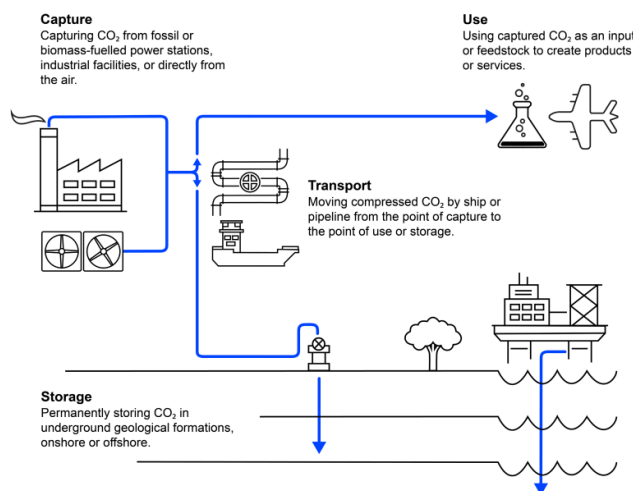 Capture
Capturing CO₂ from fossil or
biomass-fuelled power stations,
industrial facilities, or directly from
the air.
Use
Using captured CO₂ as an input
or feedstock to create products
or services.
Transport
Moving compressed CO₂ by ship or
pipeline from the point of capture to
the point of use or storage.
Storage
Permanently storing CO₂ in
underground geological formations,
onshore or offshore.